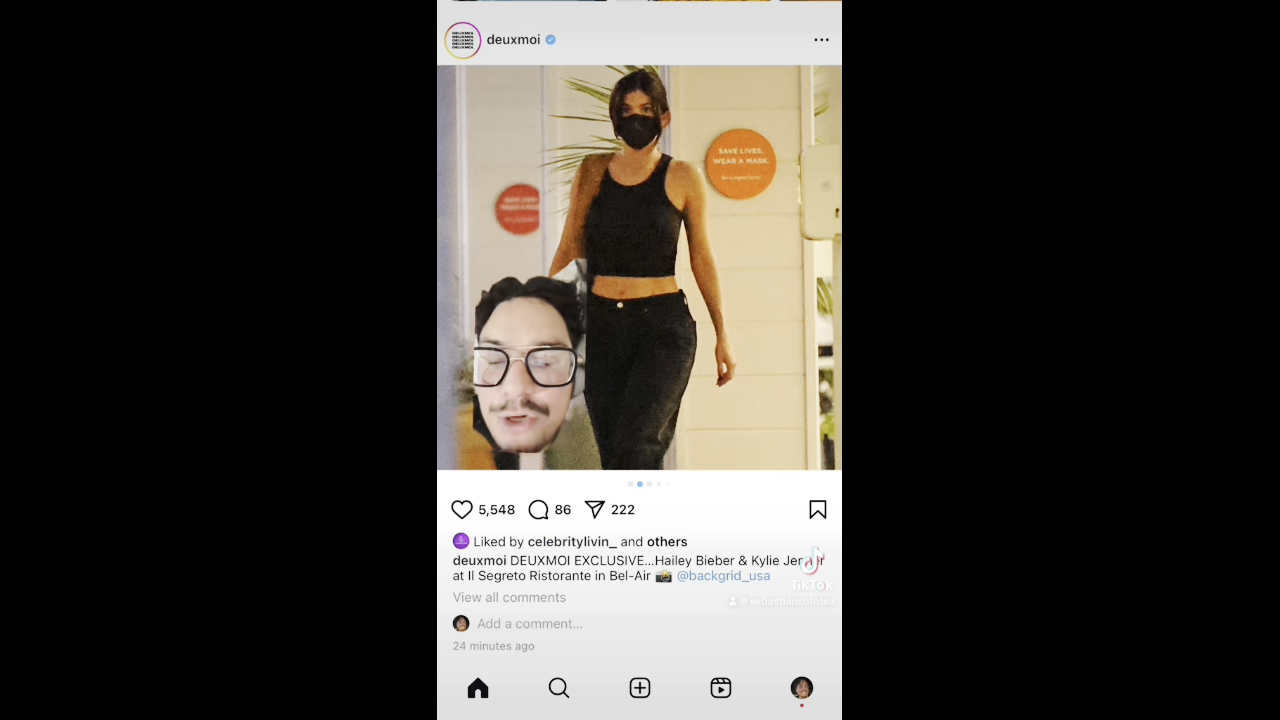 deuxmoi
SAVE LIVES.
WEAR A MASK.
5,548
86
222
Liked by celebritylivin_ and others
deuxmoi DEUXMOI EXCLUSIVE...Hailey Bieber & Kylie Jenner
at Il Segreto Ristorante in Bel-Air 📸 @backgrid_usa
View all comments
Add a comment...
24 minutes ago
TikTok